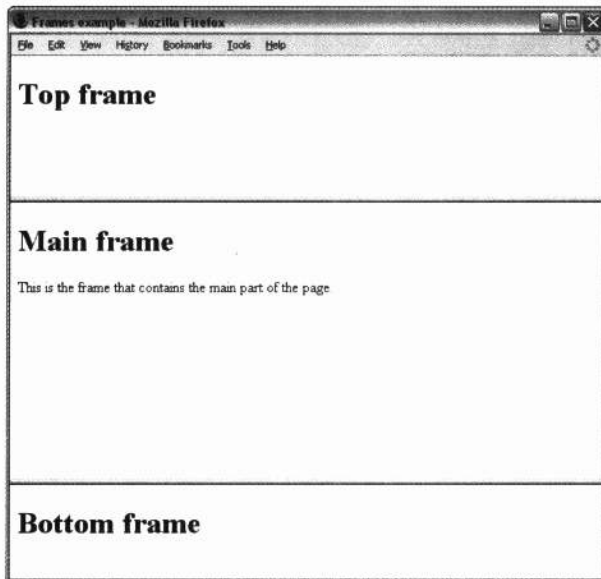 Frames example - Mozilla Firefox
File Edit View History Bookmarks Tools Help
Top frame
Main frame
This is the frame that contains the main part of the page
Bottom frame